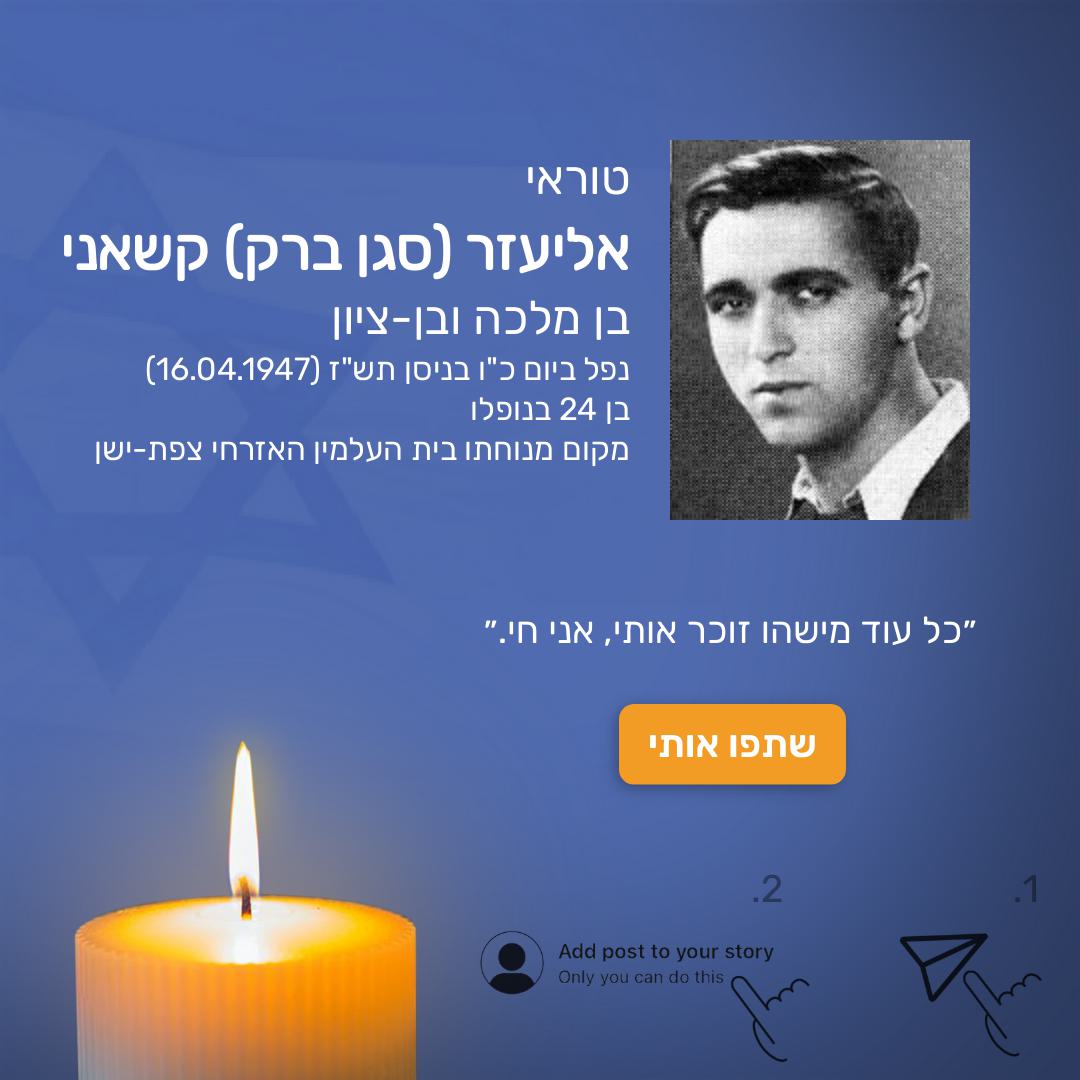 טוראי
אליעזר (סגן ברק) קשאני
בן מלכה ובן-ציון
נפל ביום כ"ו בניסן תש"ז (16.04.1947)
בן 24 בנופלו
מקום מנוחתו בית העלמין האזרחי צפת-ישן
״כל עוד מישהו זוכר אותי, אני חי.״
שתפו אותי
1.
2.
Add post to your story
Only you can do this